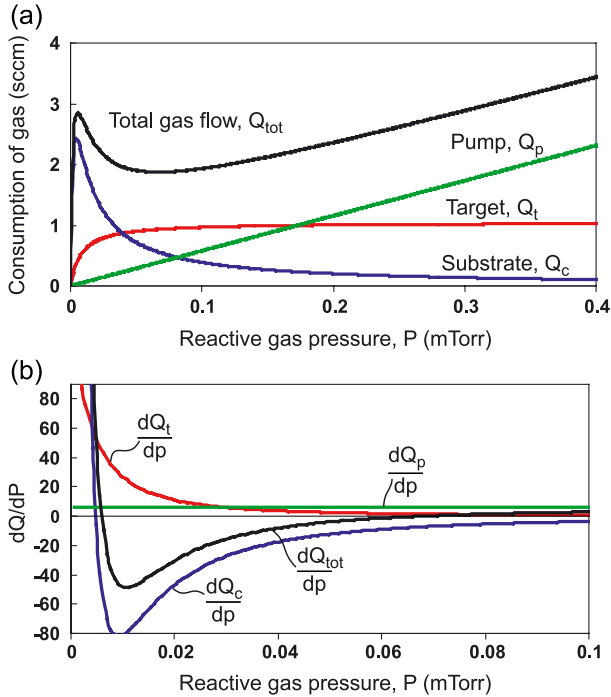 (a)
Consumption of gas (sccm)
4
3
2
1
0
Total gas flow, Q_tot
Pump, Q_p
Target, Q_t
Substrate, Q_c
0
0.1
0.2
0.3
0.4
Reactive gas pressure, P (mTorr)
(b)
dQ/dP
80
60
40
20
0
-20
-40
-60
-80
dQ_t
dp
dQ_p
dp
dQ_tot
dp
dQ_c
dp
0
0.02
0.04
0.06
0.08
0.1
Reactive gas pressure, P (mTorr)